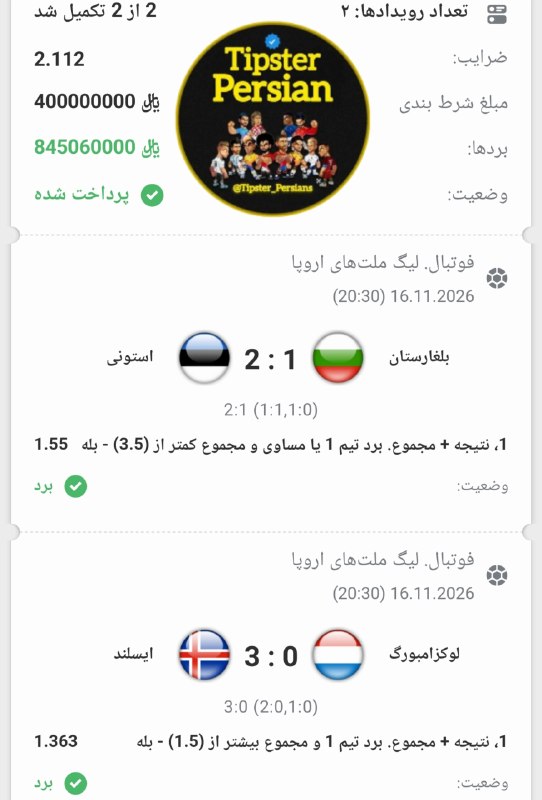 تعداد رویدادها: ۲ 2 از 2 تکمیل شد
ضرایب: 2.112
مبلغ شرط بندی 400000000 ﷼
بردها: 845060000 ﷼
وضعیت: پرداخت شده
Tipster
Persian
@Tipster_Persians
فوتبال. لیگ ملت‌های اروپا
16.11.2026 (20:30)
بلغارستان 2 : 1 استونی
2:1 (1:1,1:0)
1، نتیجه + مجموع. برد تیم 1 یا مساوی و مجموع کمتر از (3.5) - بله 1.55
وضعیت: برد
فوتبال. لیگ ملت‌های اروپا
16.11.2026 (20:30)
لوکزامبورگ 3 : 0 ایسلند
3:0 (2:0,1:0)
1، نتیجه + مجموع. برد تیم 1 و مجموع بیشتر از (1.5) - بله 1.363
وضعیت: برد